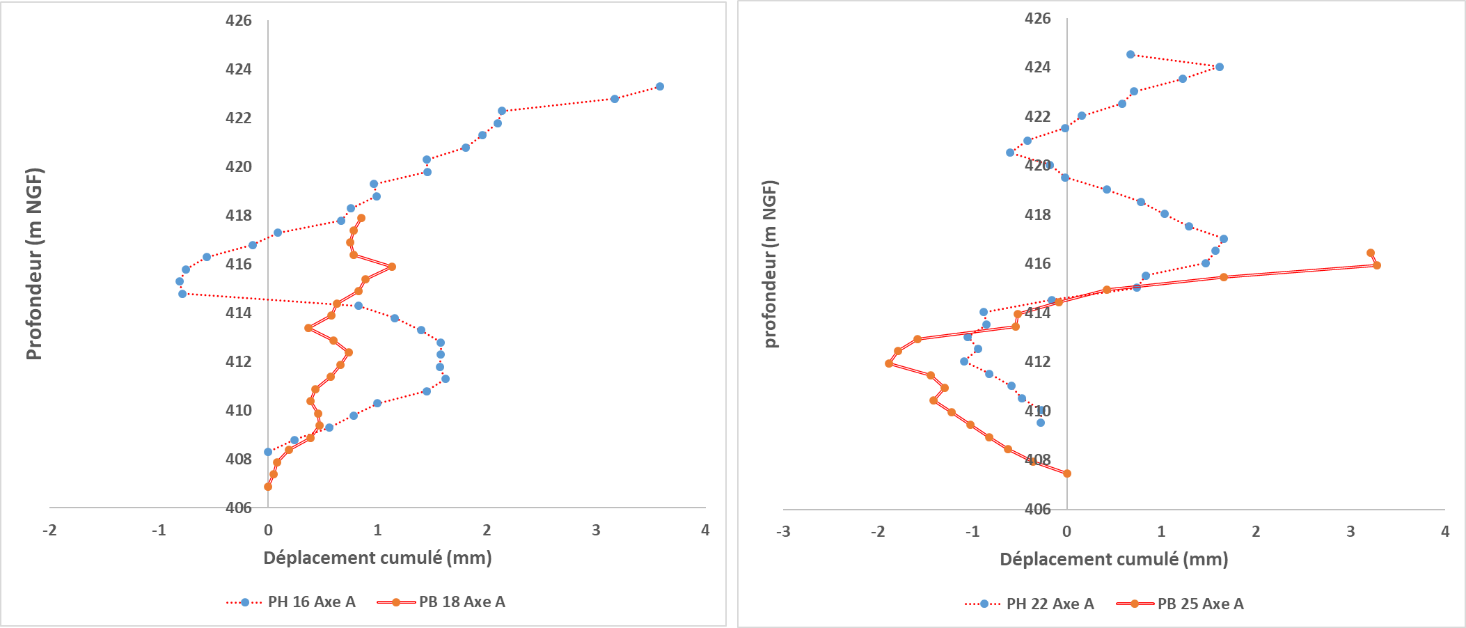 426
424
422
420
418
416
414
412
410
408
406
-2 -1 0 1 2 3 4
Profondeur (m NGF)
Déplacement cumulé (mm)
PH 16 Axe A PB 18 Axe A
426
424
422
420
418
416
414
412
410
408
406
-3 -2 -1 0 1 2 3 4
profondeur (m NGF)
Déplacement cumulé (mm)
PH 22 Axe A PB 25 Axe A